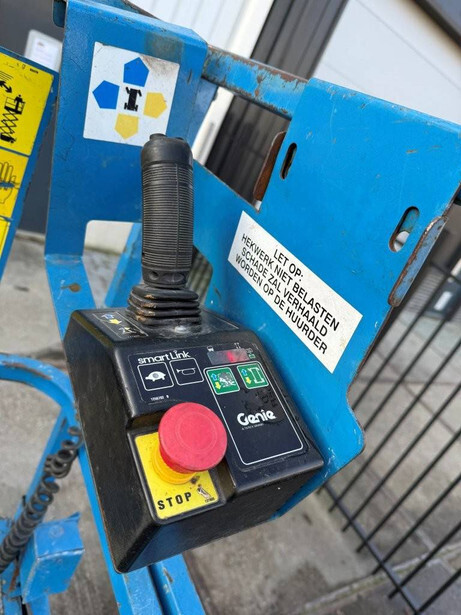 LET OP:
HEKWERK NIET BELASTEN
SCHADE ZAL VERHAALD
WORDEN OP DE HUURDER
smartLink
Genie
STOP